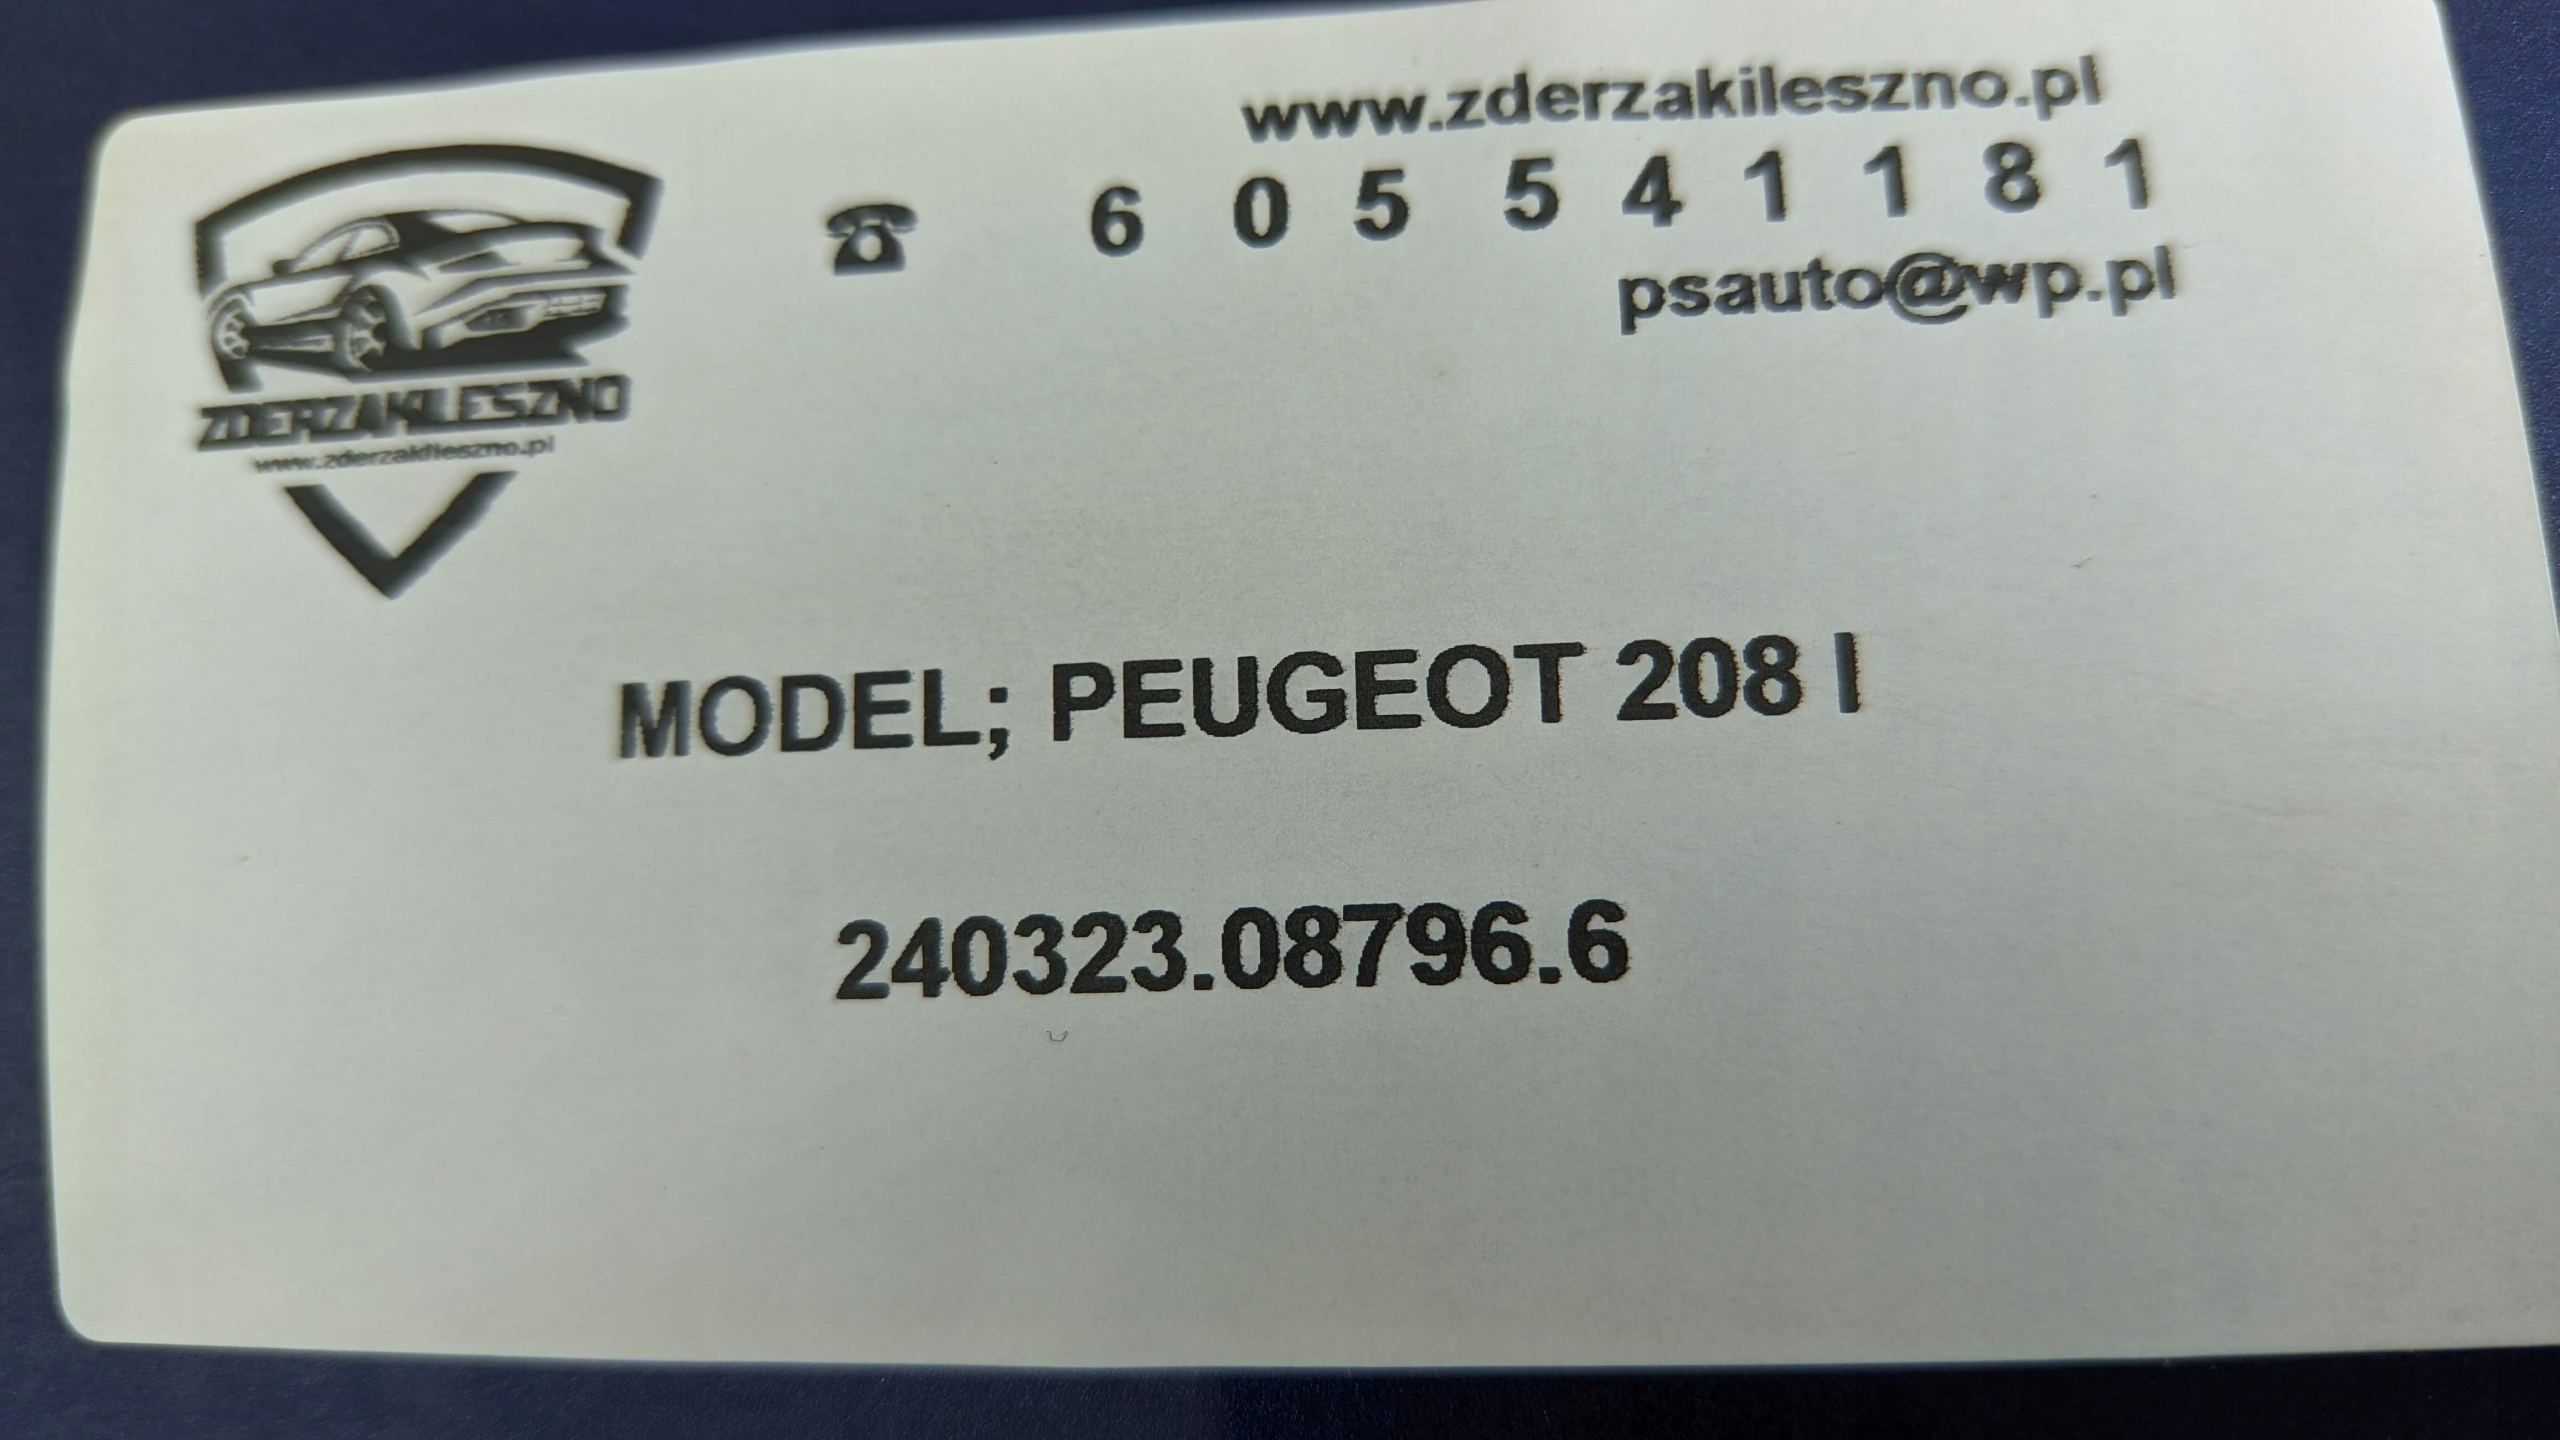 www.zderzakileszno.pl
☎ 6 0 5 5 4 1 1 8 1
psauto@wp.pl
ZDERZAKILESZNO
www.zderzakileszno.pl
MODEL; PEUGEOT 208 I
240323.08796.6